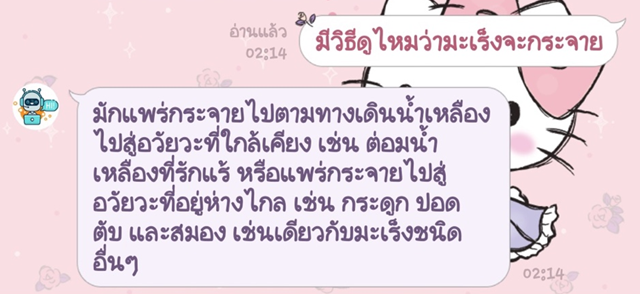 อ่านแล้ว
02:14
มีวิธีดูไหมว่ามะเร็งจะกระจาย
HI!
มักแพร่กระจายไปตามทางเดินน้ำเหลือง
ไปสู่อวัยวะที่ใกล้เคียง เช่น ต่อมน้ำ
เหลืองที่รักแร้ หรือแพร่กระจายไปสู่
อวัยวะที่อยู่ห่างไกล เช่น กระดูก ปอด
ตับ และสมอง เช่นเดียวกับมะเร็งชนิด
อื่นๆ
02:14